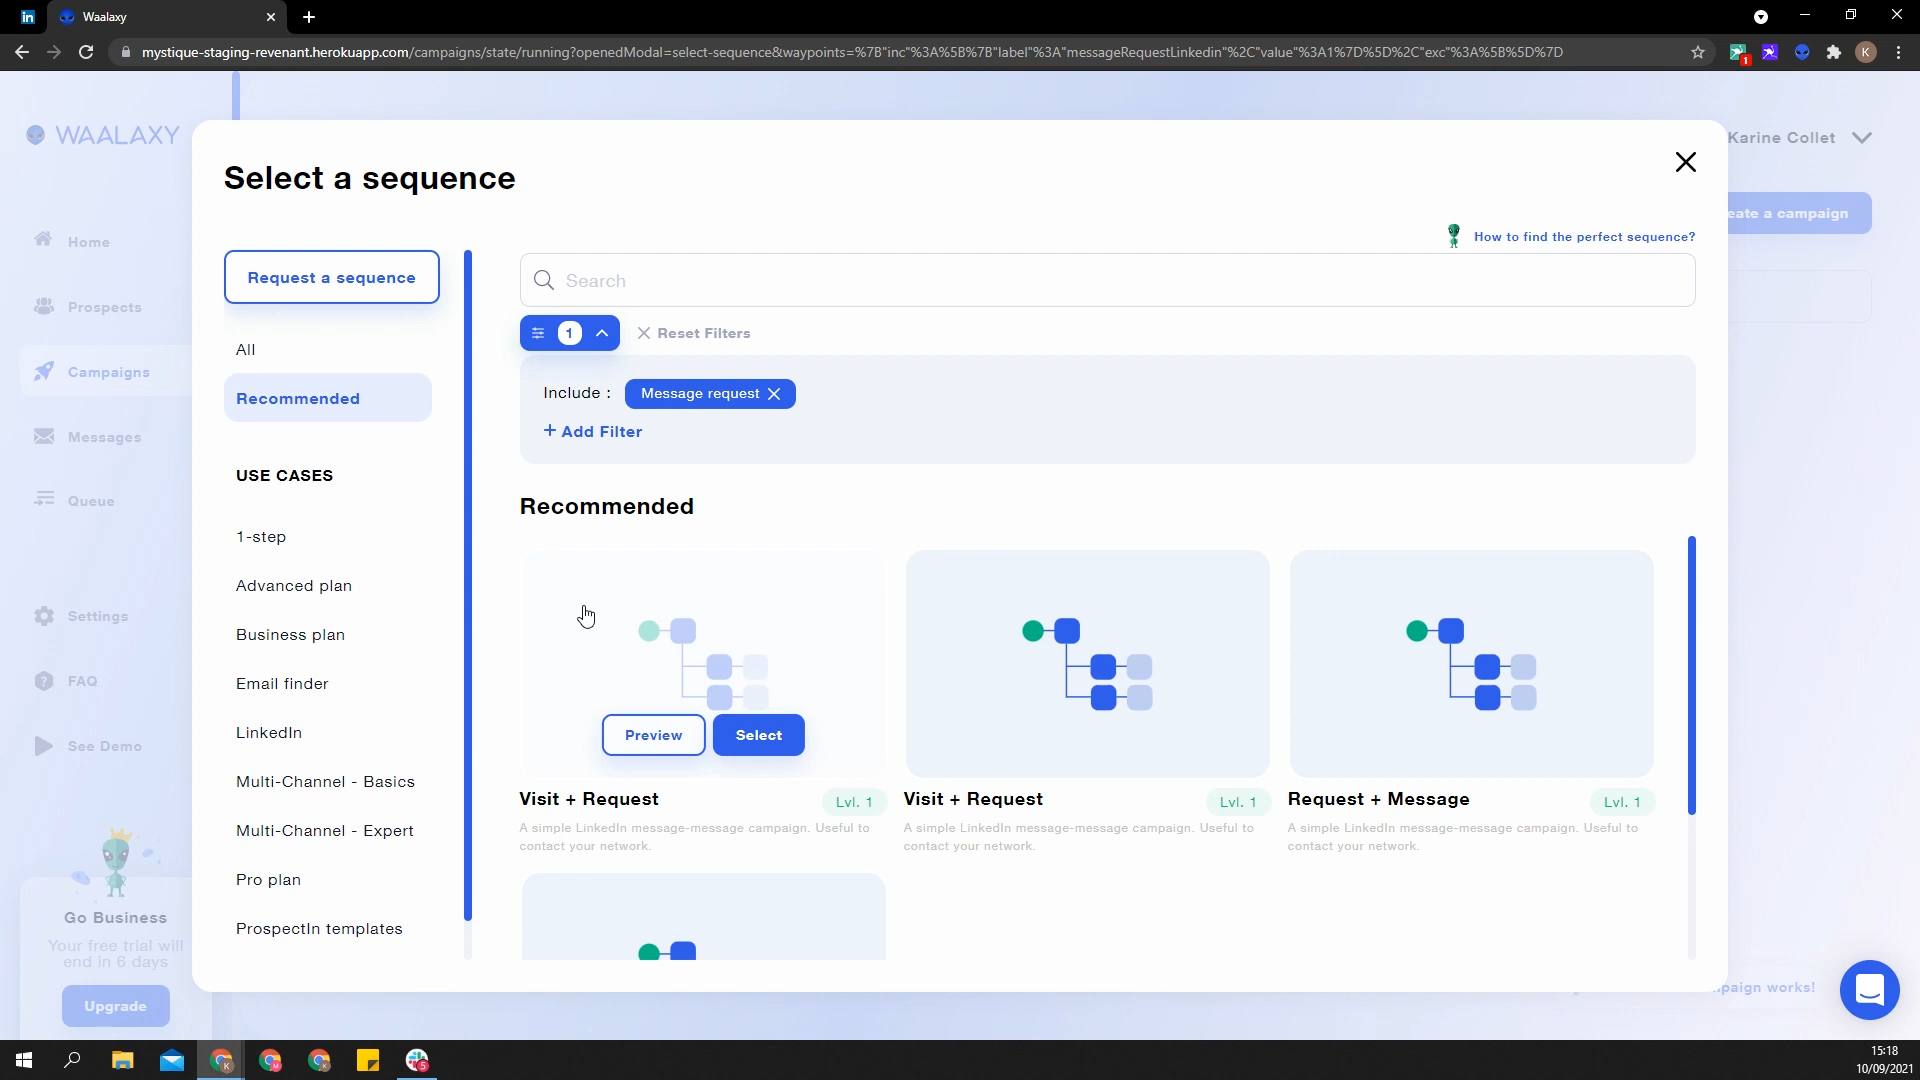 in
Waalaxy
mystique-staging-revenant.herokuapp.com/campaigns/state/running?openedModal=select-sequence&waypoints=%7B"inc"%3A%5B%7B"label"%3A"messageRequestLinkedin"%2C"value"%3A1%7D%5D%2C"exc"%3A%5B%5D%7D
1
K
WAALAXY
Home
Prospects
Campaigns
Messages
Queue
Settings
FAQ
See Demo
Go Business
Your free trial will
end in 6 days
Upgrade
Karine Collet
eate a campaign
Select a sequence
How to find the perfect sequence?
Request a sequence
All
Recommended
USE CASES
1-step
Advanced plan
Business plan
Email finder
LinkedIn
Multi-Channel - Basics
Multi-Channel - Expert
Pro plan
ProspectIn templates
Search
1
Reset Filters
Include :
Message request
+ Add Filter
Recommended
Preview
Select
Visit + Request
Lvl. 1
A simple LinkedIn message-message campaign. Useful to
contact your network.
Visit + Request
Lvl. 1
A simple LinkedIn message-message campaign. Useful to
contact your network.
Request + Message
Lvl. 1
A simple LinkedIn message-message campaign. Useful to
contact your network.
paign works!
15:18
10/09/2021